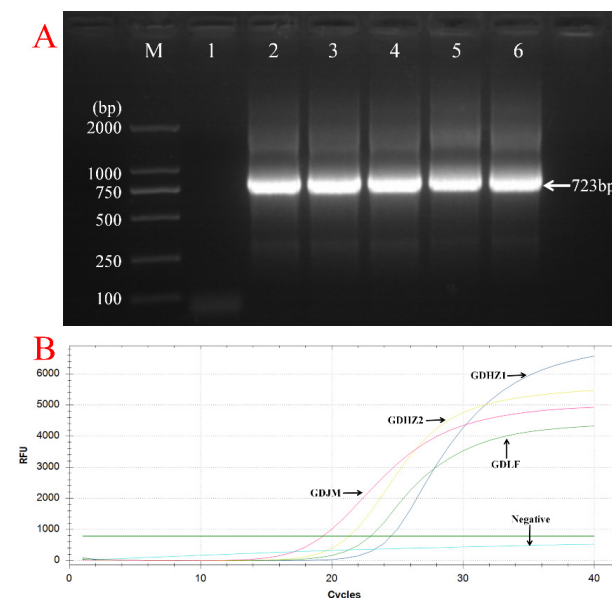 A
M 1 2 3 4 5 6
(bp)
2000
1000
750
723bp
500
250
100
B
6000
5000
4000
3000
2000
1000
0
RFU
GDHZ1
GDHZ2
GDLF
GDJM
Negative
0 10 20 30 40
Cycles